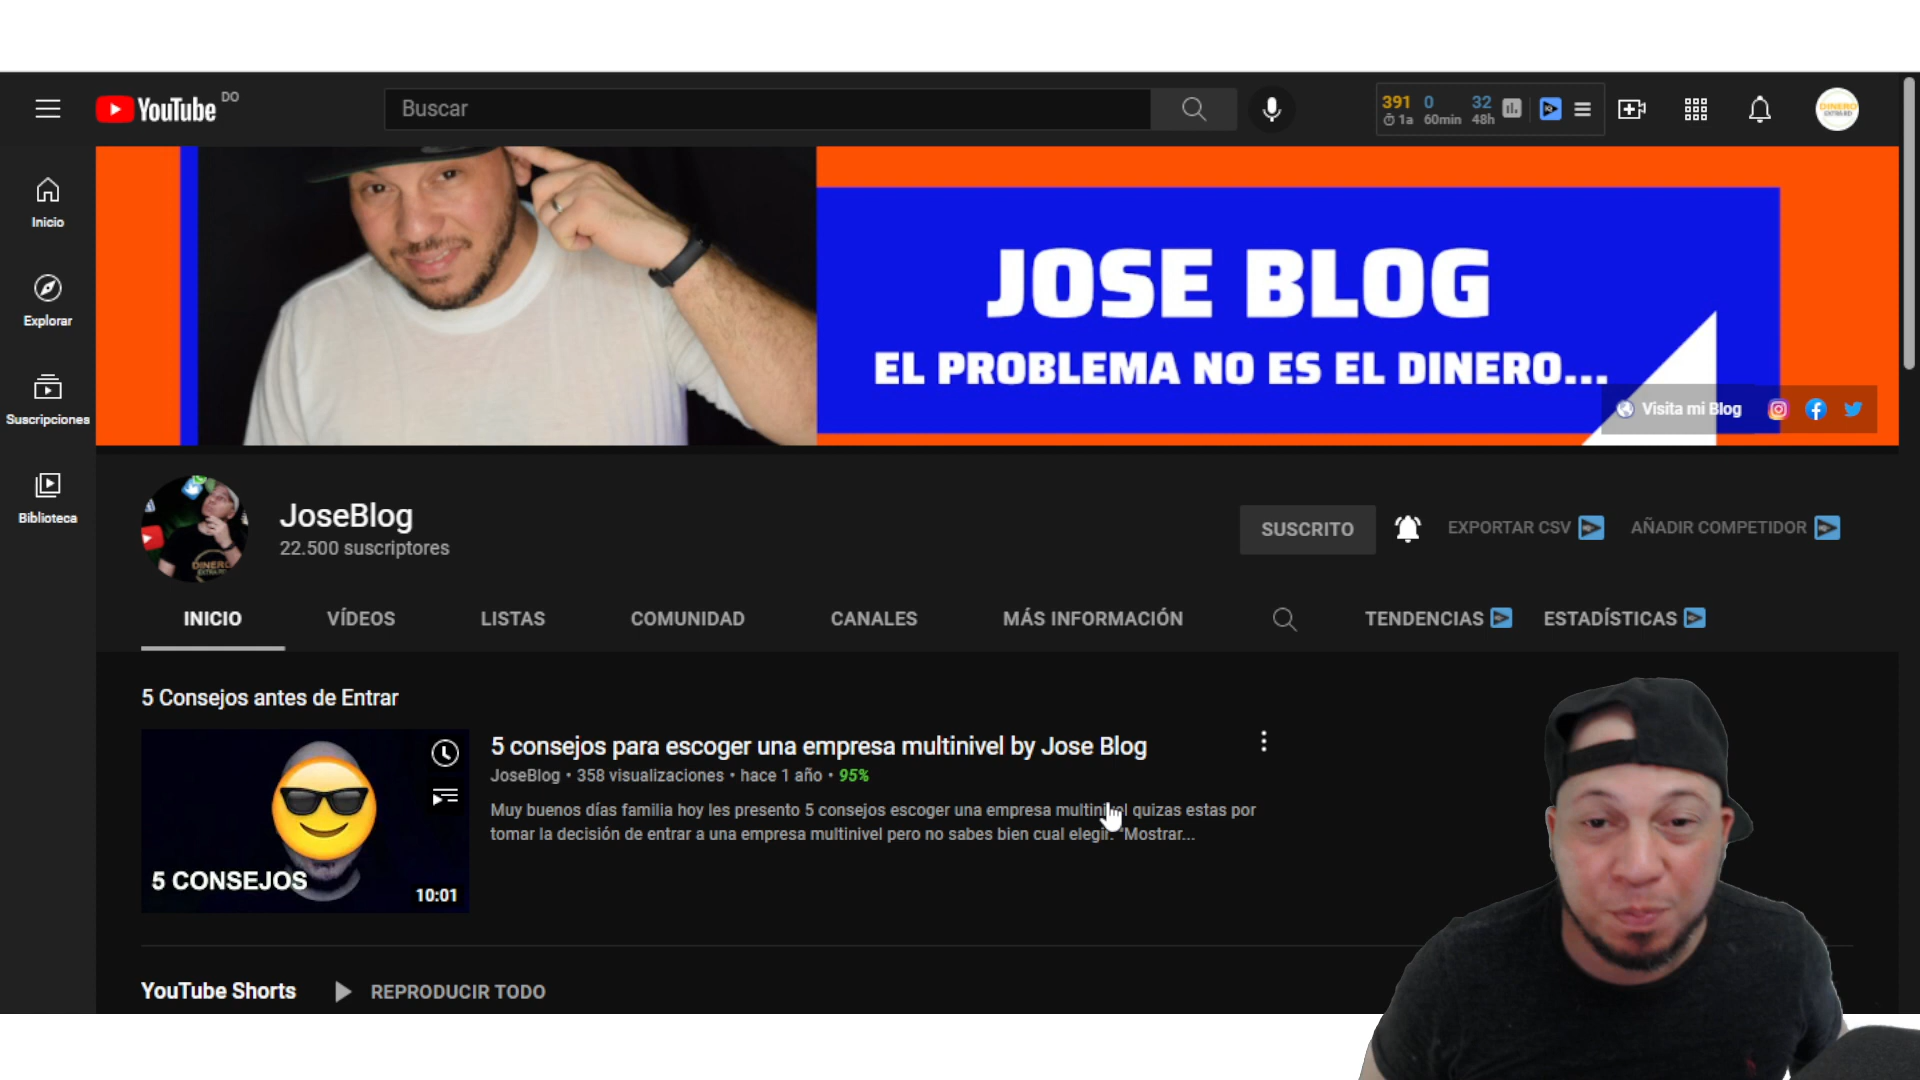 YouTube DO
Buscar
391 0 32
1a 60min 48h
DINERO
EXTRA RD
Inicio
Explorar
Suscripciones
Biblioteca
JOSE BLOG
EL PROBLEMA NO ES EL DINERO...
Visita mi Blog
DINERO
JoseBlog
22.500 suscriptores
SUSCRITO
EXPORTAR CSV
AÑADIR COMPETIDOR
INICIO VÍDEOS LISTAS COMUNIDAD CANALES MÁS INFORMACIÓN TENDENCIAS ESTADÍSTICAS
5 Consejos antes de Entrar
5 CONSEJOS
10:01
5 consejos para escoger una empresa multinivel by Jose Blog
JoseBlog • 358 visualizaciones • hace 1 año • 95%
Muy buenos días familia hoy les presento 5 consejos escoger una empresa multinivel quizas estas por
tomar la decisión de entrar a una empresa multinivel pero no sabes bien cual elegir. "Mostrar...
YouTube Shorts
REPRODUCIR TODO